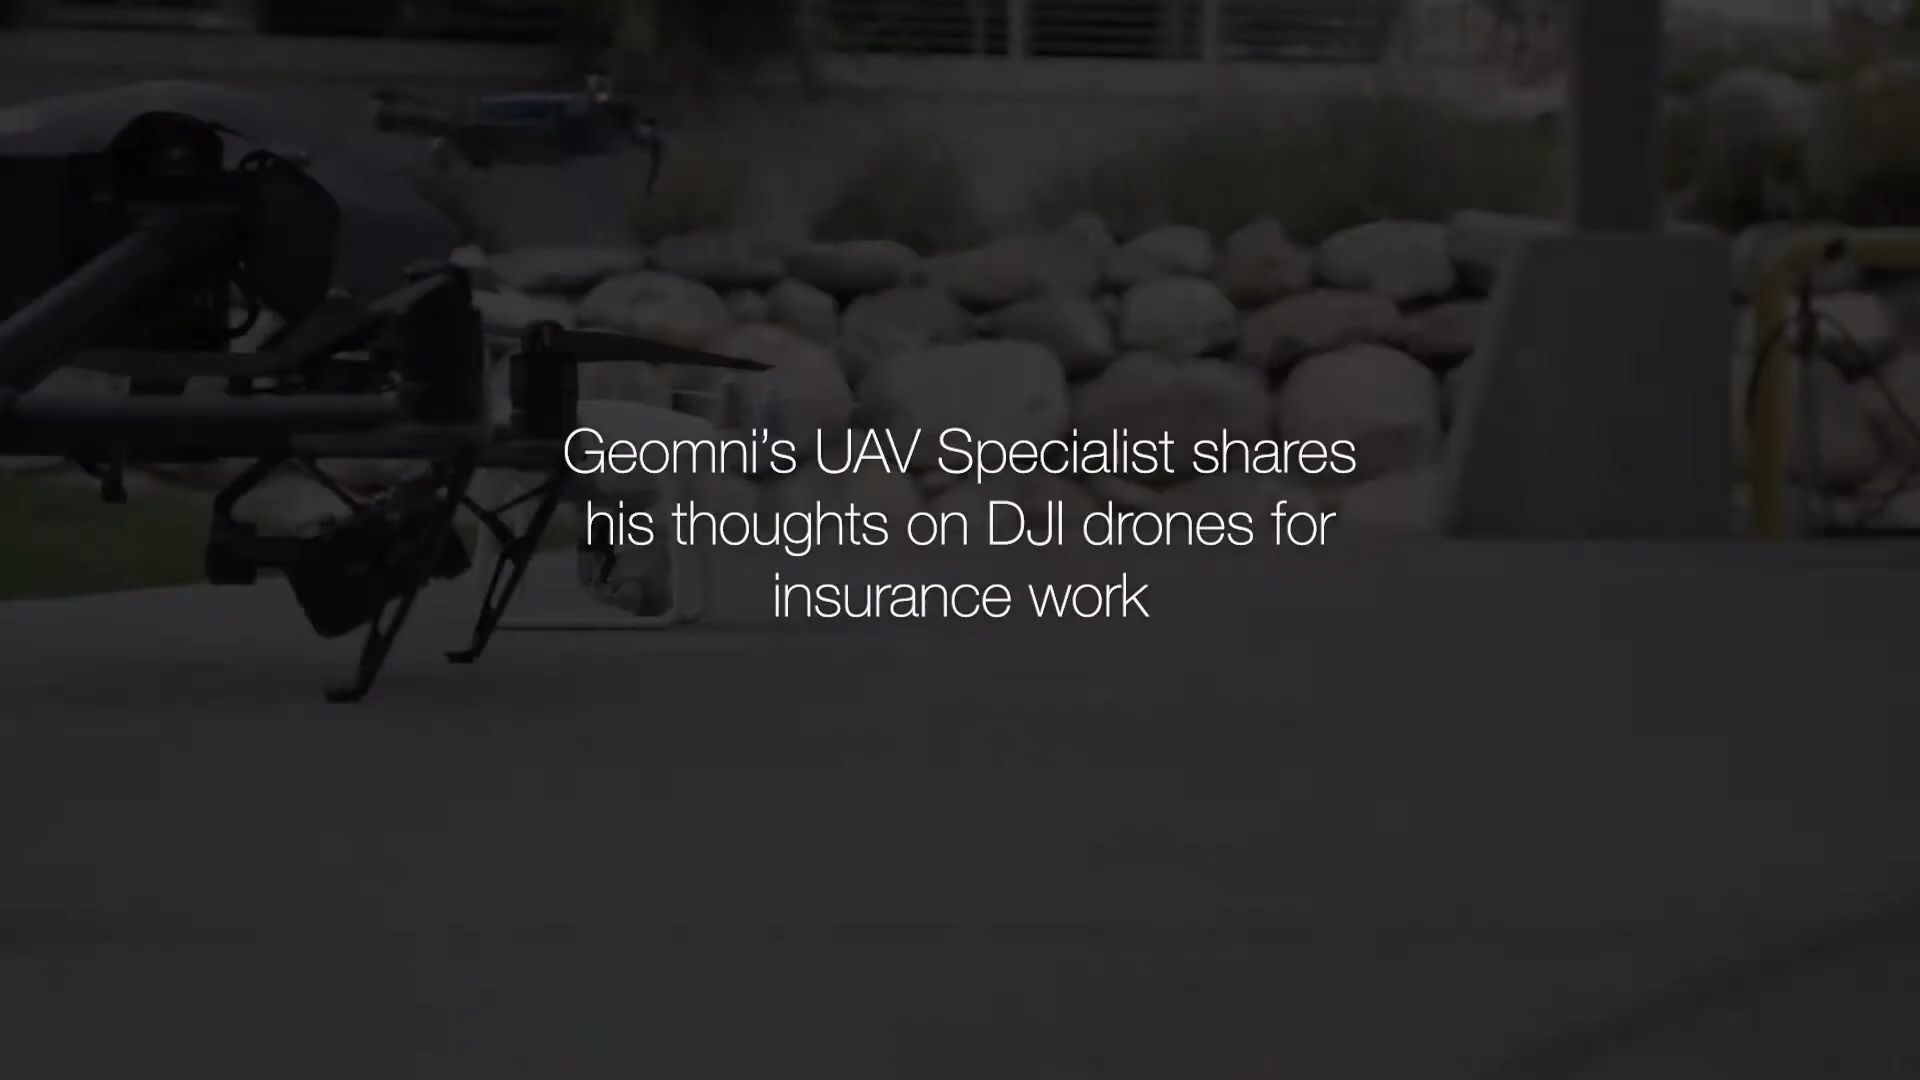 Geomni’s UAV Specialist shares
his thoughts on DJI drones for
insurance work